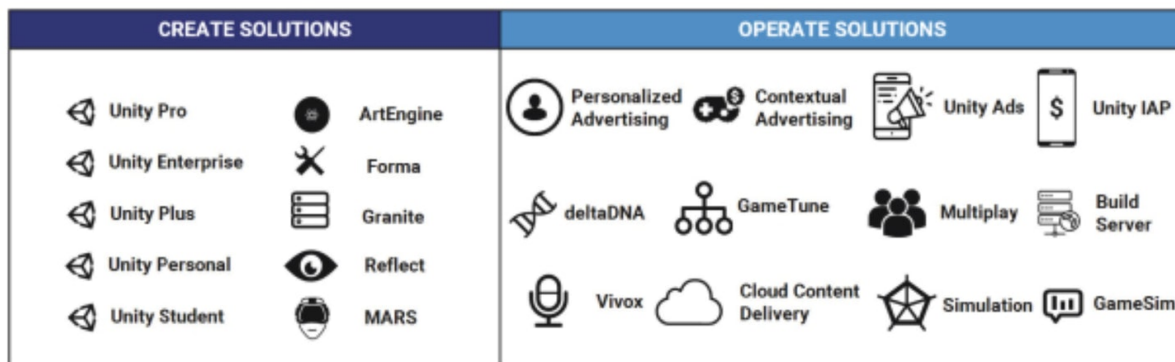 CREATE SOLUTIONS
OPERATE SOLUTIONS
Unity Pro
ArtEngine
Unity Enterprise
Forma
Unity Plus
Granite
Unity Personal
Reflect
Unity Student
MARS
Personalized
Advertising
$
Contextual
Advertising
Unity Ads
$
Unity IAP
deltaDNA
GameTune
Multiplay
Build
Server
Vivox
Cloud Content
Delivery
Simulation
GameSim